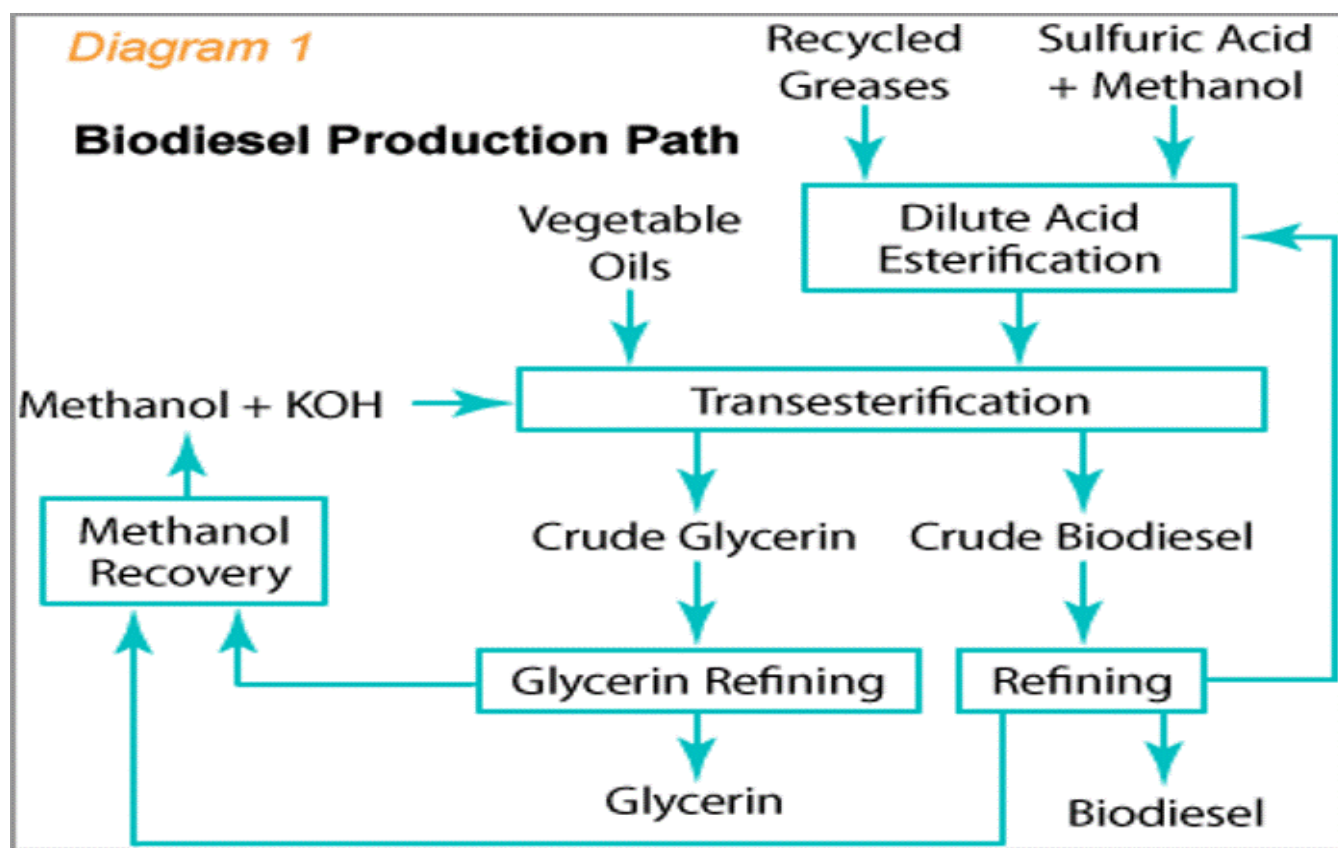 Diagram 1
Biodiesel Production Path
Recycled
Greases
Sulfuric Acid
+ Methanol
Vegetable
Oils
Dilute Acid
Esterification
Methanol + KOH
Transesterification
Methanol
Recovery
Crude Glycerin
Crude Biodiesel
Glycerin Refining
Refining
Glycerin
Biodiesel